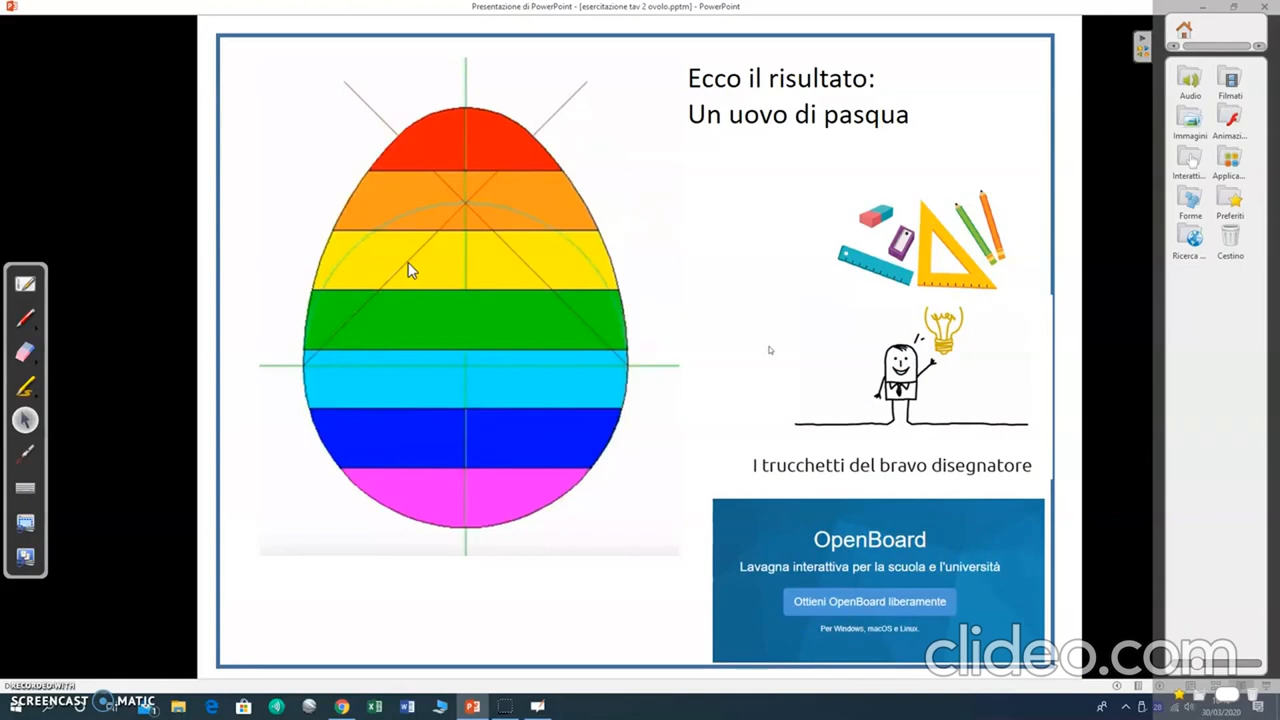 Presentazione di PowerPoint - [esercitazione tav 2 ovolo.pptm] - PowerPoint
Ecco il risultato:
Un uovo di pasqua
Audio
Filmati
Immagini
Animazi...
Interatti...
Applica...
Forme
Preferiti
Ricerca ...
Cestino
I trucchetti del bravo disegnatore
OpenBoard
Lavagna interattiva per la scuola e l'università
Ottieni OpenBoard liberamente
Per Windows, macOS e Linux.
clideo.com
RECORDED WITH
SCREENCAST MATIC
28
30/03/2020